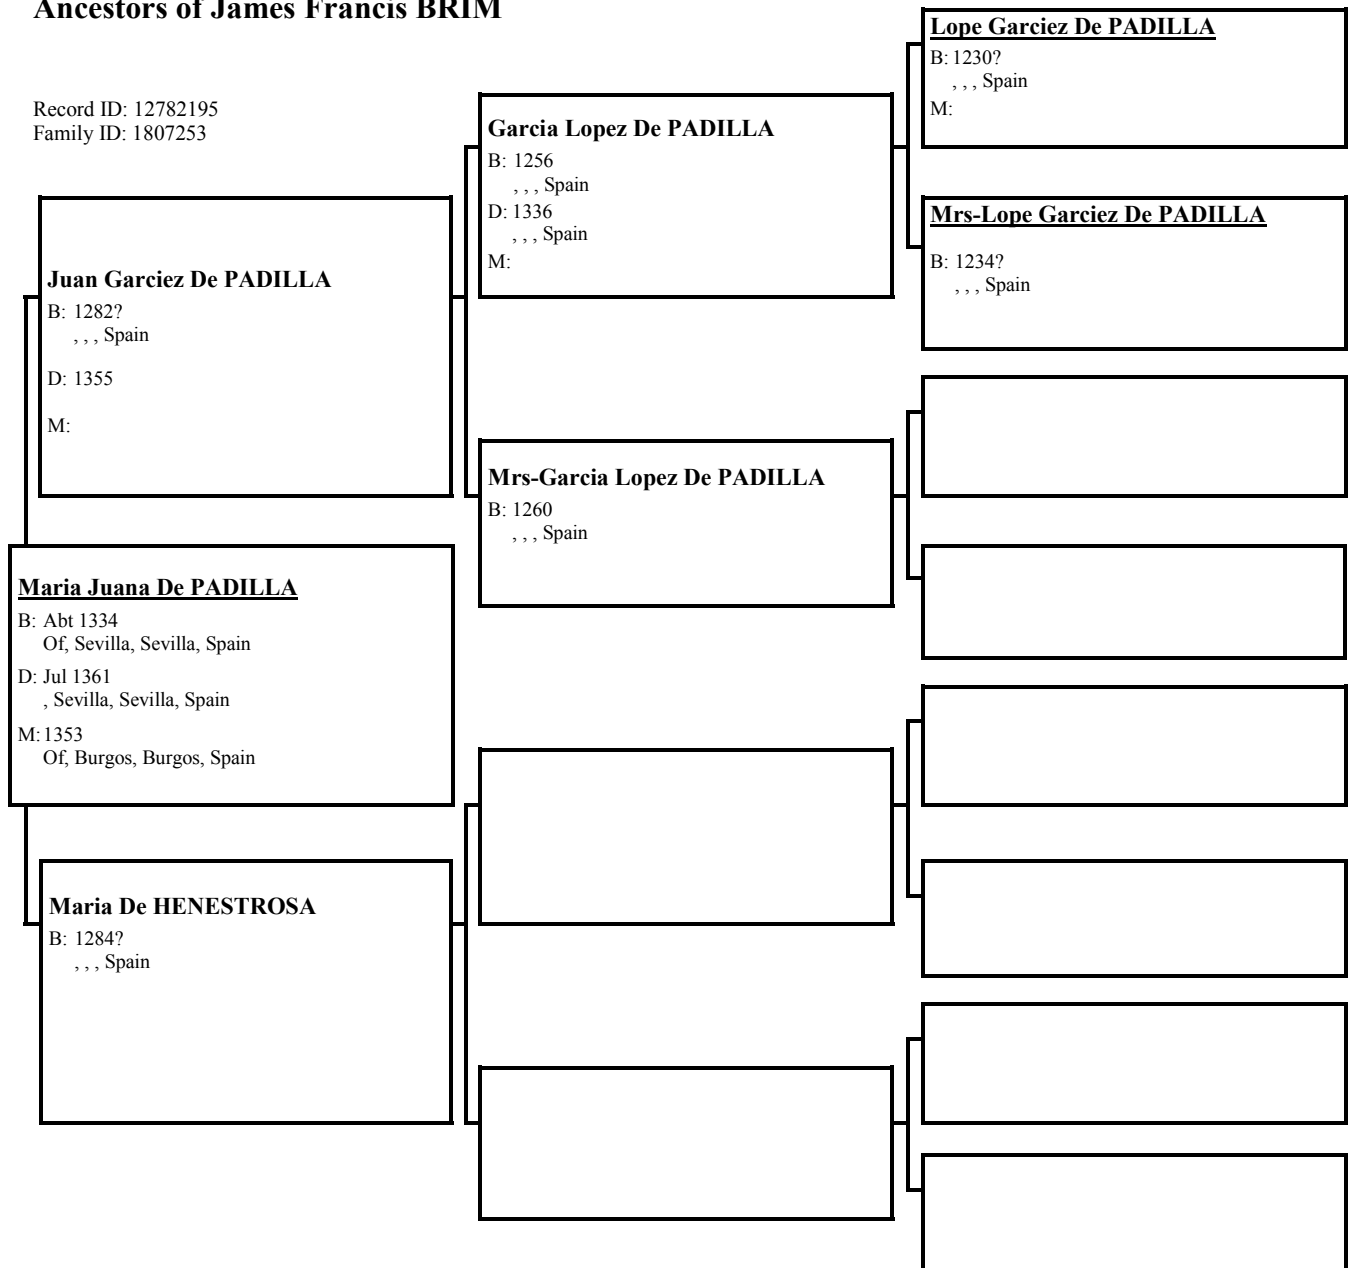 Ancestors of James Francis BRIM
Record ID: 12782195
Family ID: 1807253
Juan Garciez De PADILLA
B: 1282?
, , , Spain
D: 1355
M:
Maria Juana De PADILLA
B: Abt 1334
Of, Sevilla, Sevilla, Spain
D: Jul 1361
, Sevilla, Sevilla, Spain
M: 1353
Of, Burgos, Burgos, Spain
Maria De HENESTROSA
B: 1284?
, , , Spain
Garcia Lopez De PADILLA
B: 1256
, , , Spain
D: 1336
, , , Spain
M:
Mrs-Garcia Lopez De PADILLA
B: 1260
, , , Spain
Lope Garciez De PADILLA
B: 1230?
, , , Spain
M:
Mrs-Lope Garciez De PADILLA
B: 1234?
, , , Spain